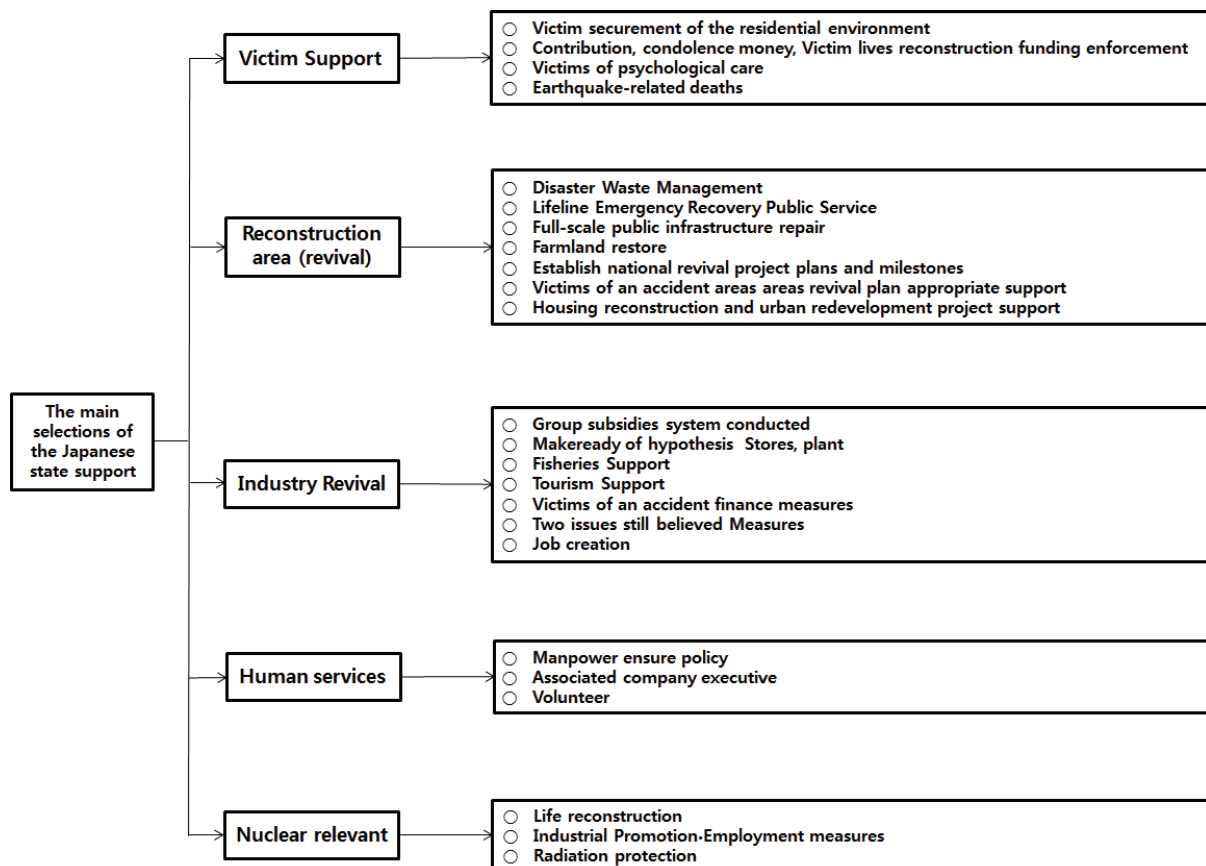 The main
selections of
the Japanese
state support
Victim Support
○ Victim securement of the residential environment
○ Contribution, condolence money, Victim lives reconstruction funding enforcement
○ Victims of psychological care
○ Earthquake-related deaths
Reconstruction
area (revival)
○ Disaster Waste Management
○ Lifeline Emergency Recovery Public Service
○ Full-scale public infrastructure repair
○ Farmland restore
○ Establish national revival project plans and milestones
○ Victims of an accident areas areas revival plan appropriate support
○ Housing reconstruction and urban redevelopment project support
Industry Revival
○ Group subsidies system conducted
○ Makeready of hypothesis Stores, plant
○ Fisheries Support
○ Tourism Support
○ Victims of an accident finance measures
○ Two issues still believed Measures
○ Job creation
Human services
○ Manpower ensure policy
○ Associated company executive
○ Volunteer
Nuclear relevant
○ Life reconstruction
○ Industrial Promotion·Employment measures
○ Radiation protection